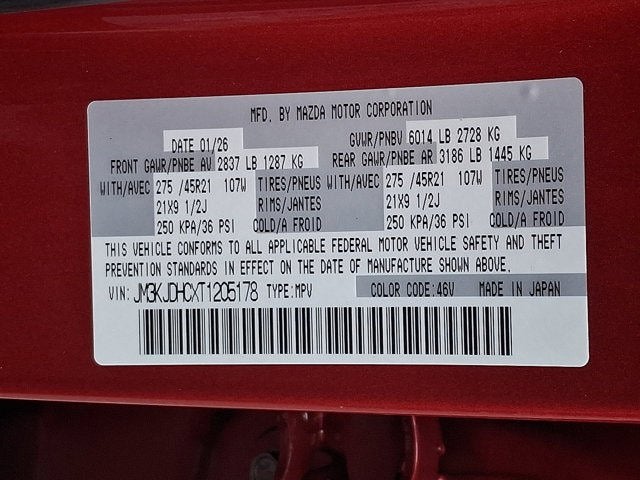 MFD. BY MAZDA MOTOR CORPORATION
DATE 01/26 GVWR/PNBV 6014 LB 2728 KG
FRONT GAWR/PNBE AV 2837 LB 1287 KG REAR GAWR/PNBE AR 3186 LB 1445 KG
WITH/AVEC 275 /45R21 107W TIRES/PNEUS WITH/AVEC 275 /45R21 107W TIRES/PNEUS
21X9 1/2J RIMS/JANTES 21X9 1/2J RIMS/JANTES
250 KPA/36 PSI COLD/A FROID 250 KPA/36 PSI COLD/A FROID
THIS VEHICLE CONFORMS TO ALL APPLICABLE FEDERAL MOTOR VEHICLE SAFETY AND THEFT
PREVENTION STANDARDS IN EFFECT ON THE DATE OF MANUFACTURE SHOWN ABOVE.
VIN: JM3KJDHCXT1205178 TYPE:MPV COLOR CODE:46V MADE IN JAPAN